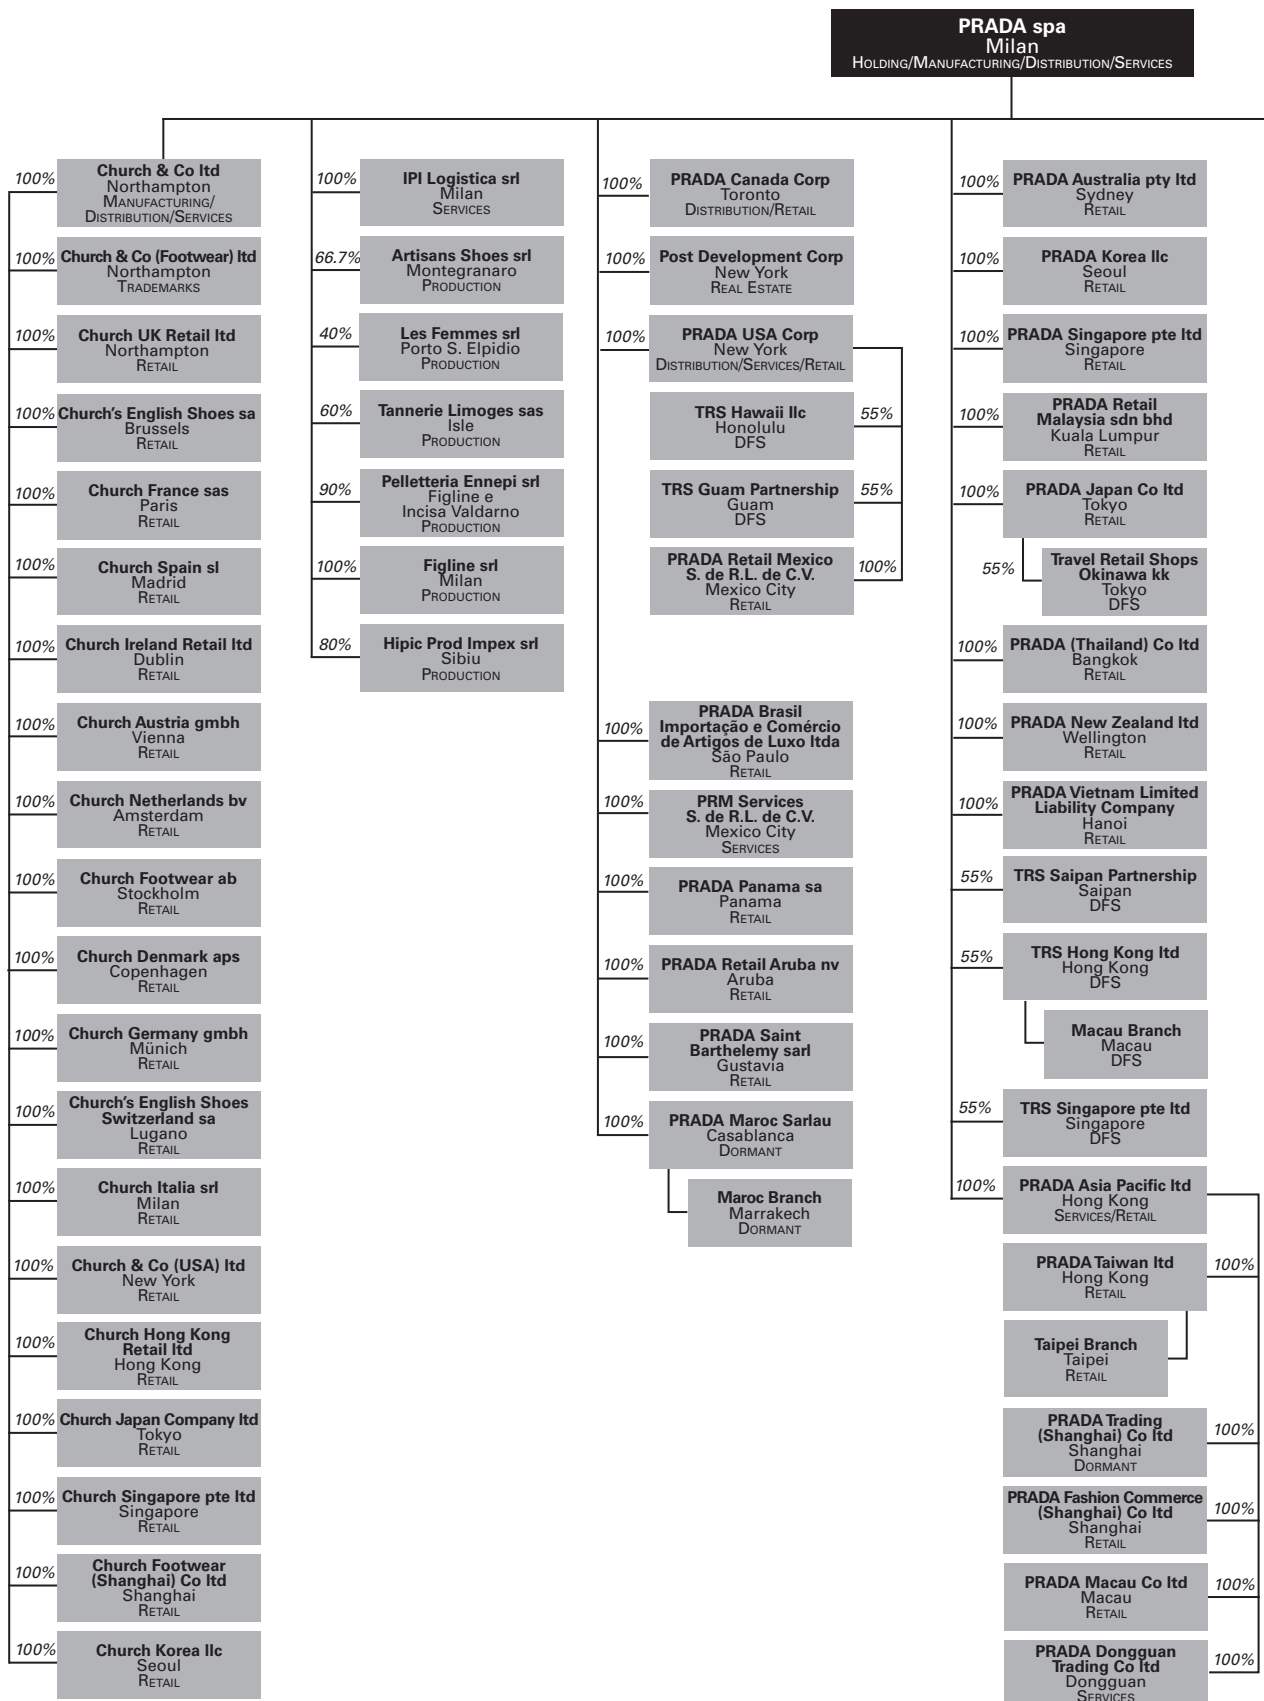 PRADA spa
Milan
HOLDING/MANUFACTURING/DISTRIBUTION/SERVICES
100%
Church & Co ltd
Northampton
MANUFACTURING/
DISTRIBUTION/SERVICES
100%
Church & Co (Footwear) ltd
Northampton
TRADEMARKS
100%
Church UK Retail ltd
Northampton
RETAIL
100%
Church's English Shoes sa
Brussels
RETAIL
100%
Church France sas
Paris
RETAIL
100%
Church Spain sl
Madrid
RETAIL
100%
Church Ireland Retail ltd
Dublin
RETAIL
100%
Church Austria gmbh
Vienna
RETAIL
100%
Church Netherlands bv
Amsterdam
RETAIL
100%
Church Footwear ab
Stockholm
RETAIL
100%
Church Denmark aps
Copenhagen
RETAIL
100%
Church Germany gmbh
Münich
RETAIL
100%
Church's English Shoes
Switzerland sa
Lugano
RETAIL
100%
Church Italia srl
Milan
RETAIL
100%
Church & Co (USA) ltd
New York
RETAIL
100%
Church Hong Kong
Retail ltd
Hong Kong
RETAIL
100%
Church Japan Company ltd
Tokyo
RETAIL
100%
Church Singapore pte ltd
Singapore
RETAIL
100%
Church Footwear
(Shanghai) Co ltd
Shanghai
RETAIL
100%
Church Korea llc
Seoul
RETAIL
100%
IPI Logistica srl
Milan
SERVICES
66.7%
Artisans Shoes srl
Montegranaro
PRODUCTION
40%
Les Femmes srl
Porto S. Elpidio
PRODUCTION
60%
Tannerie Limoges sas
Isle
PRODUCTION
90%
Pelletteria Ennepi srl
Figline e
Incisa Valdarno
PRODUCTION
100%
Figline srl
Milan
PRODUCTION
80%
Hipic Prod Impex srl
Sibiu
PRODUCTION
100%
PRADA Canada Corp
Toronto
DISTRIBUTION/RETAIL
100%
Post Development Corp
New York
REAL ESTATE
100%
PRADA USA Corp
New York
DISTRIBUTION/SERVICES/RETAIL
TRS Hawaii llc
Honolulu
DFS
55%
TRS Guam Partnership
Guam
DFS
55%
PRADA Retail Mexico
S. de R.L. de C.V.
Mexico City
RETAIL
100%
100%
PRADA Brasil
Importação e Comércio
de Artigos de Luxo ltda
São Paulo
RETAIL
100%
PRM Services
S. de R.L. de C.V.
Mexico City
SERVICES
100%
PRADA Panama sa
Panama
RETAIL
100%
PRADA Retail Aruba nv
Aruba
RETAIL
100%
PRADA Saint
Barthelemy sarl
Gustavia
RETAIL
100%
PRADA Maroc Sarlau
Casablanca
DORMANT
Maroc Branch
Marrakech
DORMANT
100%
PRADA Australia pty ltd
Sydney
RETAIL
100%
PRADA Korea llc
Seoul
RETAIL
100%
PRADA Singapore pte ltd
Singapore
RETAIL
100%
PRADA Retail
Malaysia sdn bhd
Kuala Lumpur
RETAIL
100%
PRADA Japan Co ltd
Tokyo
RETAIL
55%
Travel Retail Shops
Okinawa kk
Tokyo
DFS
100%
PRADA (Thailand) Co ltd
Bangkok
RETAIL
100%
PRADA New Zealand ltd
Wellington
RETAIL
100%
PRADA Vietnam Limited
Liability Company
Hanoi
RETAIL
55%
TRS Saipan Partnership
Saipan
DFS
55%
TRS Hong Kong ltd
Hong Kong
DFS
Macau Branch
Macau
DFS
55%
TRS Singapore pte ltd
Singapore
DFS
100%
PRADA Asia Pacific ltd
Hong Kong
SERVICES/RETAIL
PRADA Taiwan ltd
Hong Kong
RETAIL
100%
Taipei Branch
Taipei
RETAIL
PRADA Trading
(Shanghai) Co ltd
Shanghai
DORMANT
100%
PRADA Fashion Commerce
(Shanghai) Co ltd
Shanghai
RETAIL
100%
PRADA Macau Co ltd
Macau
RETAIL
100%
PRADA Dongguan
Trading Co ltd
Dongguan
SERVICES
100%